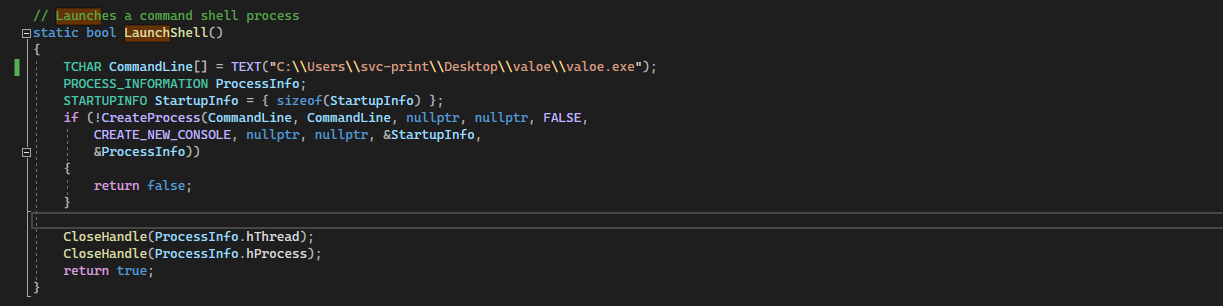 // Launches a command shell process
static bool LaunchShell()
{
TCHAR CommandLine[] = TEXT("C:\\Users\\svc-print\\Desktop\\valoe\\valoe.exe");
PROCESS_INFORMATION ProcessInfo;
STARTUPINFO StartupInfo = { sizeof(StartupInfo) };
if (!CreateProcess(CommandLine, CommandLine, nullptr, nullptr, FALSE,
CREATE_NEW_CONSOLE, nullptr, nullptr, &StartupInfo,
&ProcessInfo))
{
return false;
}
CloseHandle(ProcessInfo.hThread);
CloseHandle(ProcessInfo.hProcess);
return true;
}